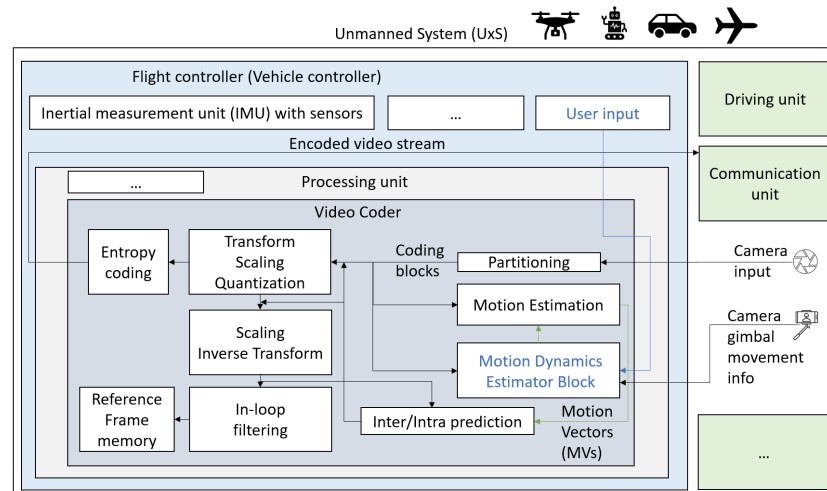 Unmanned System (UxS)
Flight controller (Vehicle controller)
Inertial measurement unit (IMU) with sensors
...
User input
Driving unit
Encoded video stream
Communication
unit
...
Processing unit
Video Coder
Entropy
coding
Transform
Scaling
Quantization
Coding
blocks
Partitioning
Camera
input
Motion Estimation
Scaling
Inverse Transform
Camera
gimbal
movement
info
Motion Dynamics
Estimator Block
Reference
Frame
memory
In-loop
filtering
Inter/Intra prediction
Motion
Vectors
(MVs)
...